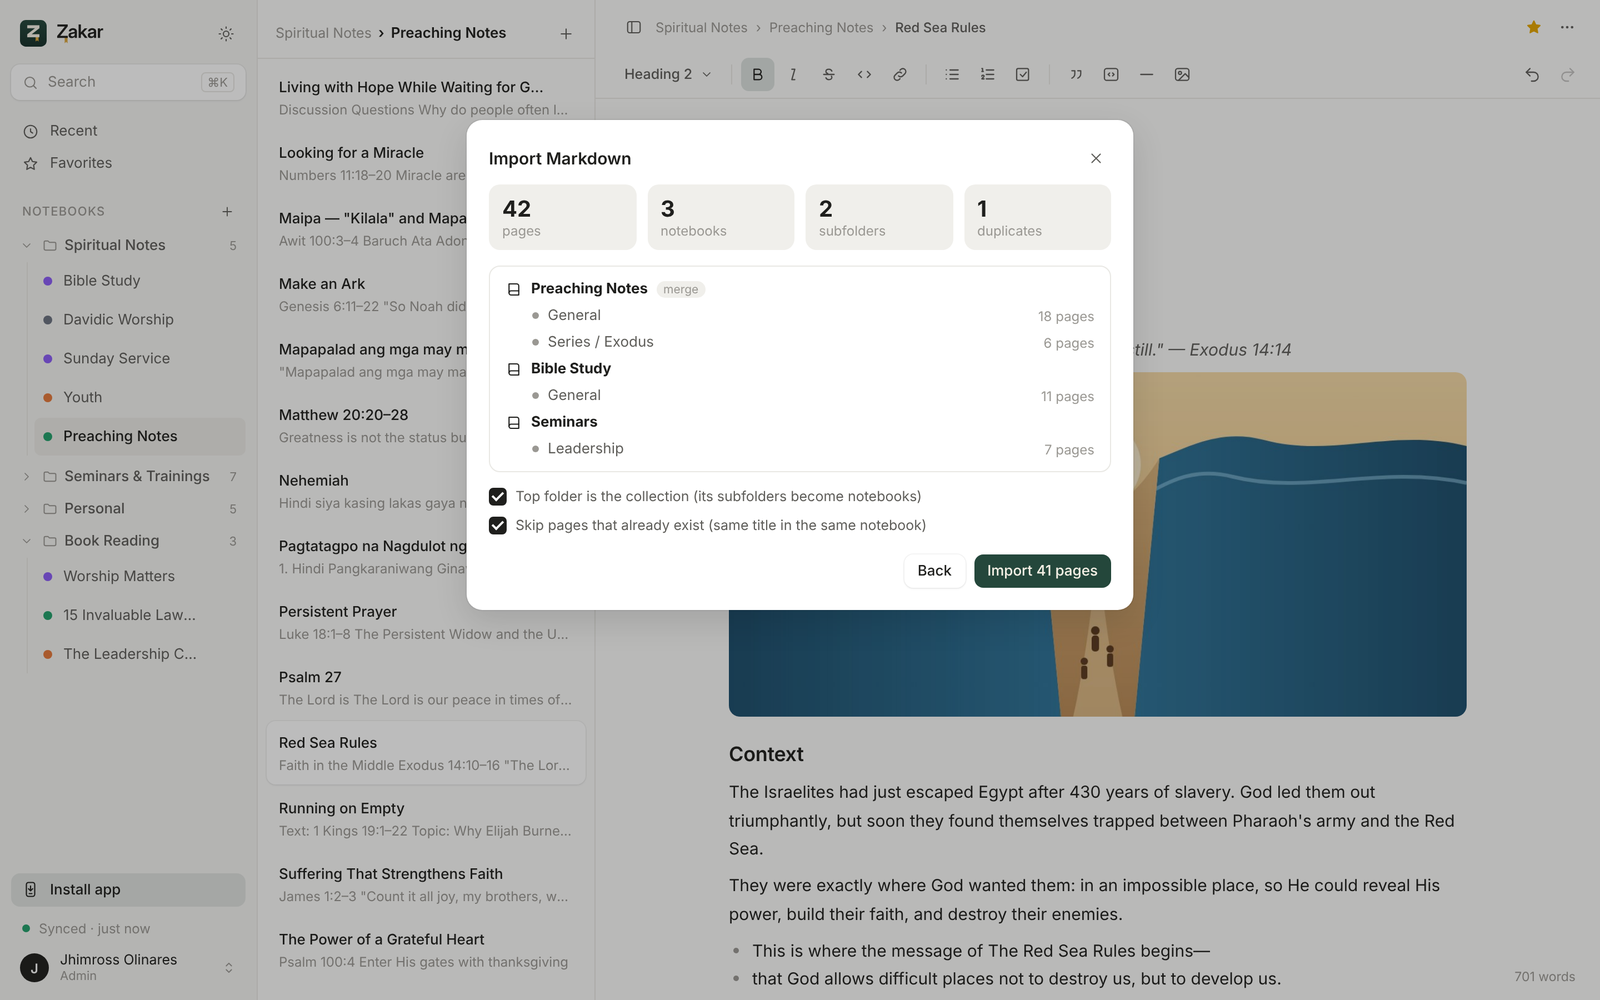 Zakar
Search
⌘K
Recent
Favorites
NOTEBOOKS
Spiritual Notes 5
Bible Study
Davidic Worship
Sunday Service
Youth
Preaching Notes
Seminars & Trainings 7
Personal 5
Book Reading 3
Worship Matters
15 Invaluable Law...
The Leadership C...
Install app
Synced · just now
J
Jhimross Olinares
Admin
Spiritual Notes › Preaching Notes
Living with Hope While Waiting for G...
Discussion Questions Why do people often l...
Looking for a Miracle
Numbers 11:18–20 Miracle are
Maipa — "Kilala" and Mapa
Awit 100:3–4 Baruch Ata Ador
Make an Ark
Genesis 6:11–22 "So Noah did
Mapapalad ang mga may m
"Mapapalad ang mga may ma
Matthew 20:20–28
Greatness is not the status bu
Nehemiah
Hindi siya kasing lakas gaya n
Pagtatagpo na Nagdulot ng
1. Hindi Pangkaraniwang Gina
Persistent Prayer
Luke 18:1–8 The Persistent Widow and the U...
Psalm 27
The Lord is The Lord is our peace in times of...
Red Sea Rules
Faith in the Middle Exodus 14:10–16 "The Lor...
Running on Empty
Text: 1 Kings 19:1–22 Topic: Why Elijah Burne...
Suffering That Strengthens Faith
James 1:2–3 "Count it all joy, my brothers, w...
The Power of a Grateful Heart
Psalm 100:4 Enter His gates with thanksgiving
Spiritual Notes › Preaching Notes › Red Sea Rules
Heading 2
B I S
Import Markdown
42 pages
3 notebooks
2 subfolders
1 duplicates
Preaching Notes merge
General 18 pages
Series / Exodus 6 pages
Bible Study
General 11 pages
Seminars
Leadership 7 pages
Top folder is the collection (its subfolders become notebooks)
Skip pages that already exist (same title in the same notebook)
Back
Import 41 pages
still." — Exodus 14:14
Context
The Israelites had just escaped Egypt after 430 years of slavery. God led them out
triumphantly, but soon they found themselves trapped between Pharaoh's army and the Red
Sea.
They were exactly where God wanted them: in an impossible place, so He could reveal His
power, build their faith, and destroy their enemies.
This is where the message of The Red Sea Rules begins—
that God allows difficult places not to destroy us, but to develop us.
701 words